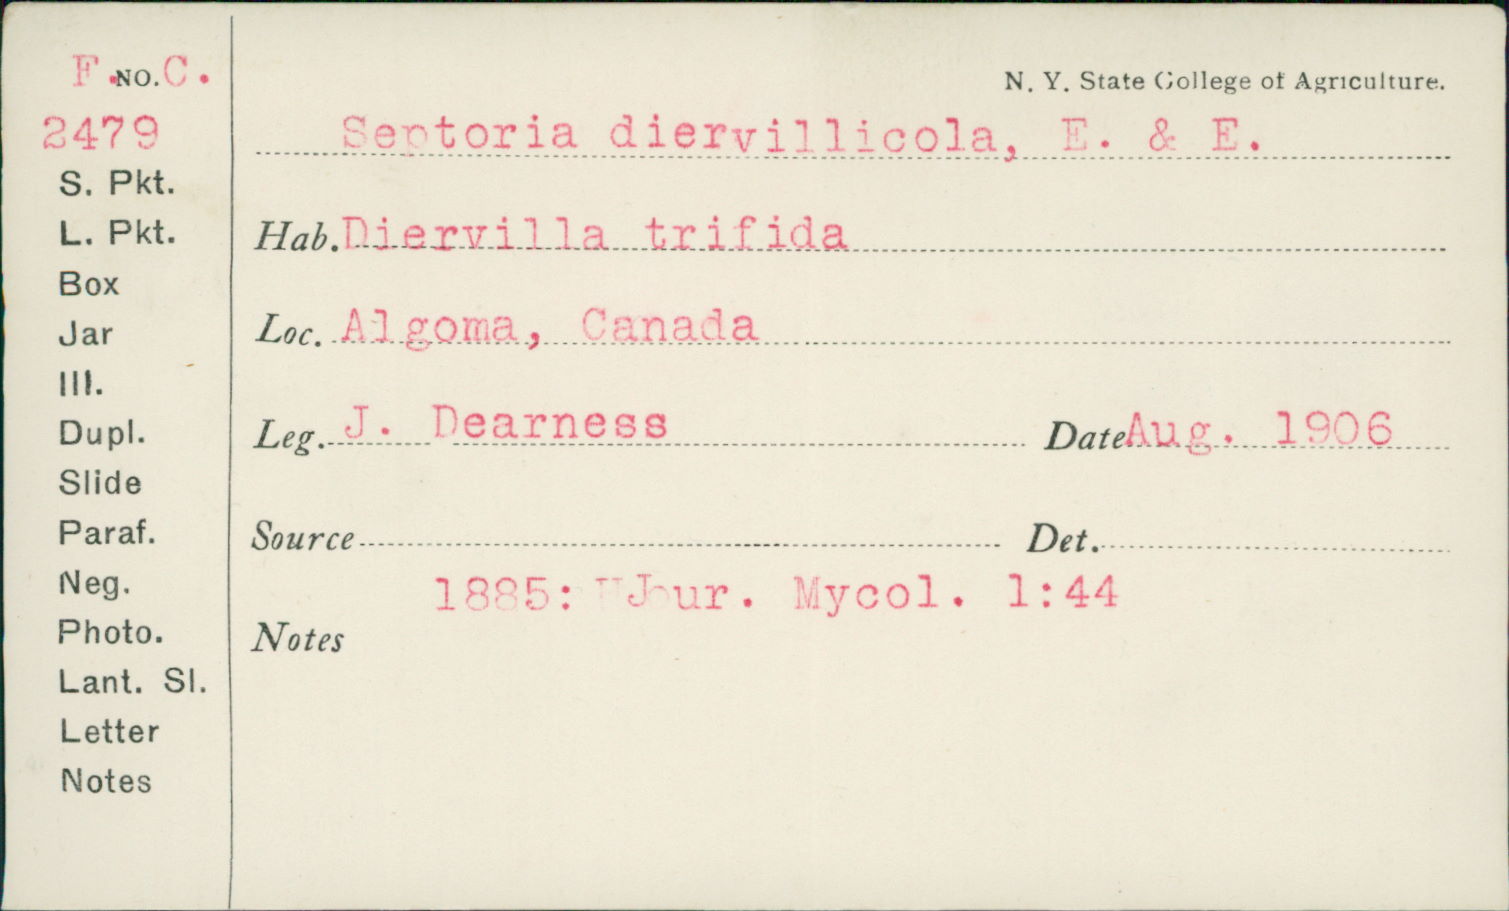 F. NO. C.
2479
S. Pkt.
L. Pkt.
Box
Jar
Ill.
Dupl.
Slide
Paraf.
Neg.
Photo.
Lant. Sl.
Letter
Notes
N. Y. State College of Agriculture.
Septoria diervillicola, E. & E.
Hab. Diervilla trifida
Loc. Algoma, Canada
Leg. J. Dearness Date Aug. 1906
Source Det.
1885: Jour. Mycol. 1:44
Notes